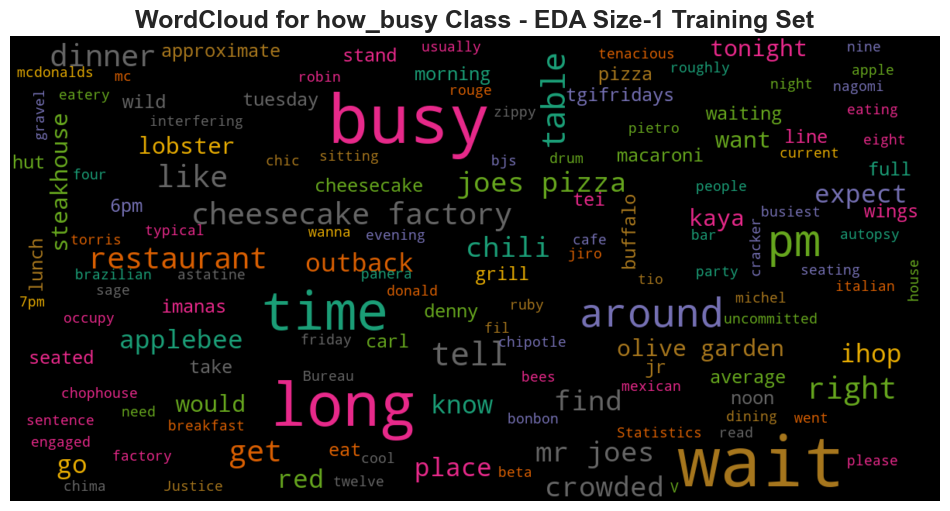 WordCloud for how_busy Class - EDA Size-1 Training Set
dinner approximate stand usually tenacious tonight nine
mcdonalds mc robin morning pizza roughly apple
eatery wild tuesday busy rouge table tgifridays night nagomi
gravel interfering zippy waiting eating
steakhouse lobster chic sitting bjs drum pietro want line current eight
hut four like cheesecake joes pizza macaroni people full
6pm cheesecake factory tei kaya expect wings
torris typical wanna evening chili cafe buffalo bar busiest pm autopsy
lunch restaurant outback grill jiro cracker seating
brazilian astatine panera tio party italian house
7pm sage imanas time donald denny ruby around michel
occupy friday carl fil chipotle uncommitted
seated applebee take tell olive garden ihop
chophouse Bureau bees jr average right
sentence need would long know find mexican noon
engaged breakfast bonbon dining went
go factory get eat cool place mr joes Statistics read wait please
chima Justice red twelve beta crowded V